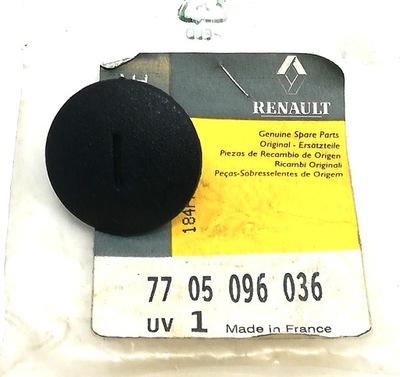 RENAULT
Genuine Spare Parts
Original - Ersatzteile
Piezas de Recambio de Origen
Ricambi Originali
Peças-Sobresselentes de Origem
77 05 096 036
UV 1 Made in France